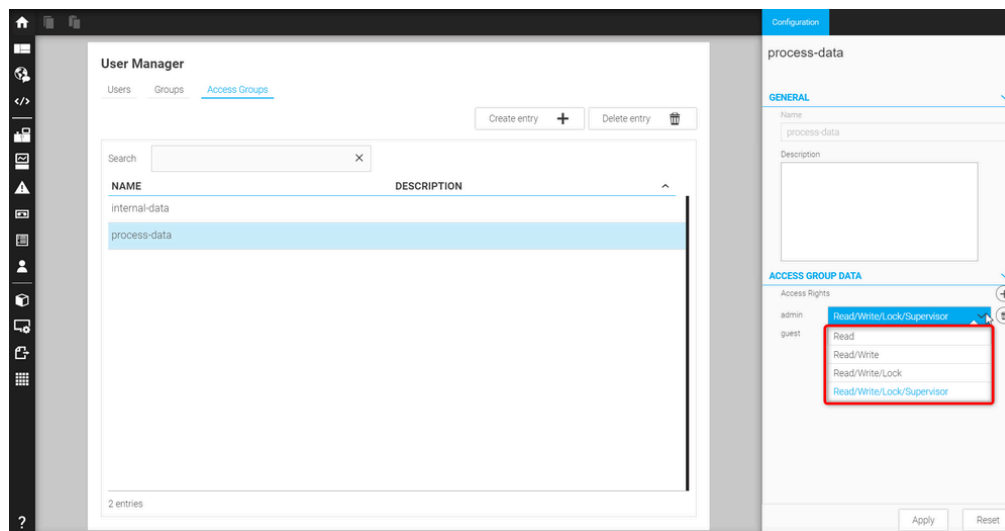 Configuration
User Manager
Users Groups Access Groups
Create entry Delete entry
Search
NAME DESCRIPTION
internal-data
process-data
2 entries
process-data
GENERAL
Name
process-data
Description
ACCESS GROUP DATA
Access Rights
admin Read/Write/Lock/Supervisor
guest
Read
Read/Write
Read/Write/Lock
Read/Write/Lock/Supervisor
Apply Reset
?